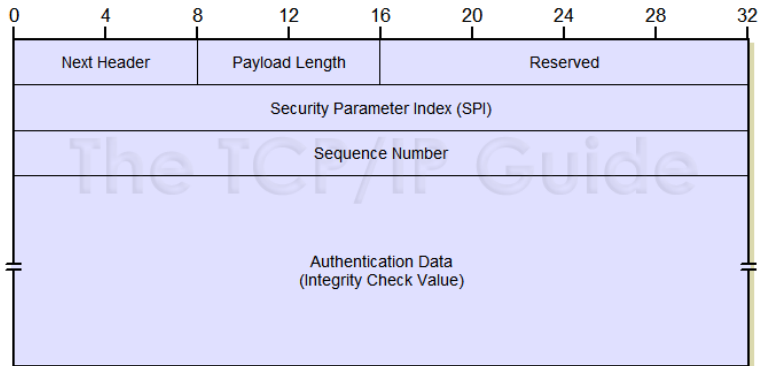 0 4 8 12 16 20 24 28 32
Next Header Payload Length Reserved
Security Parameter Index (SPI)
Sequence Number
The TCP/IP Guide
Authentication Data
(Integrity Check Value)